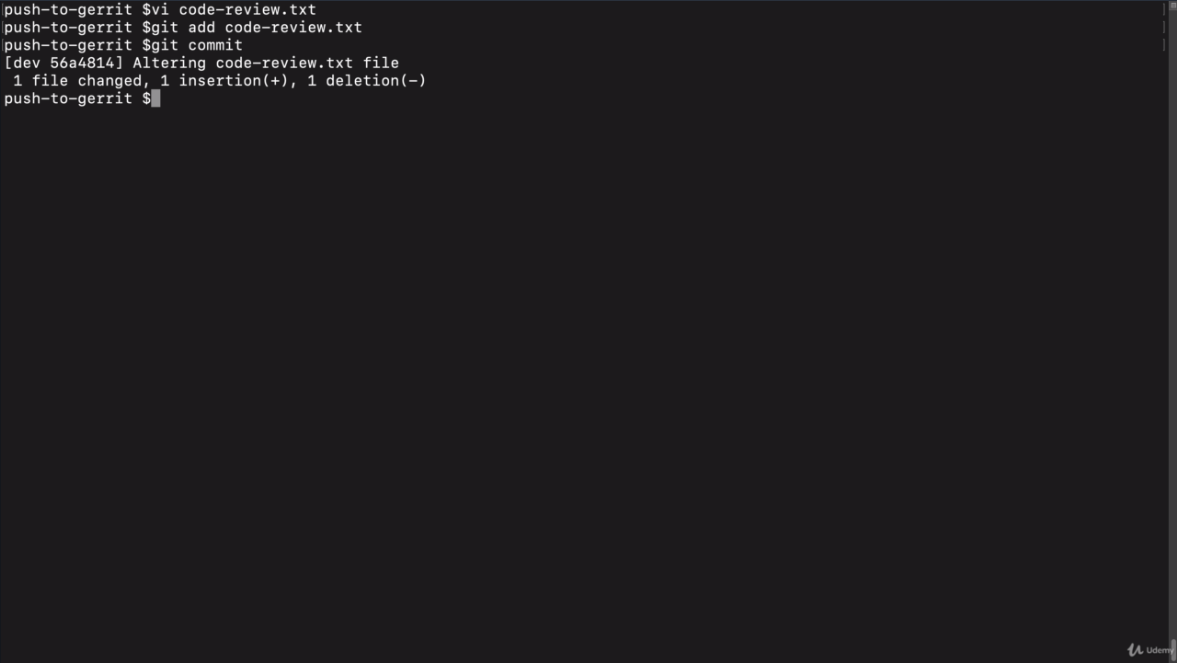 push-to-gerrit $vi code-review.txt
push-to-gerrit $git add code-review.txt
push-to-gerrit $git commit
[dev 56a4814] Altering code-review.txt file
 1 file changed, 1 insertion(+), 1 deletion(-)
push-to-gerrit $
Udemy